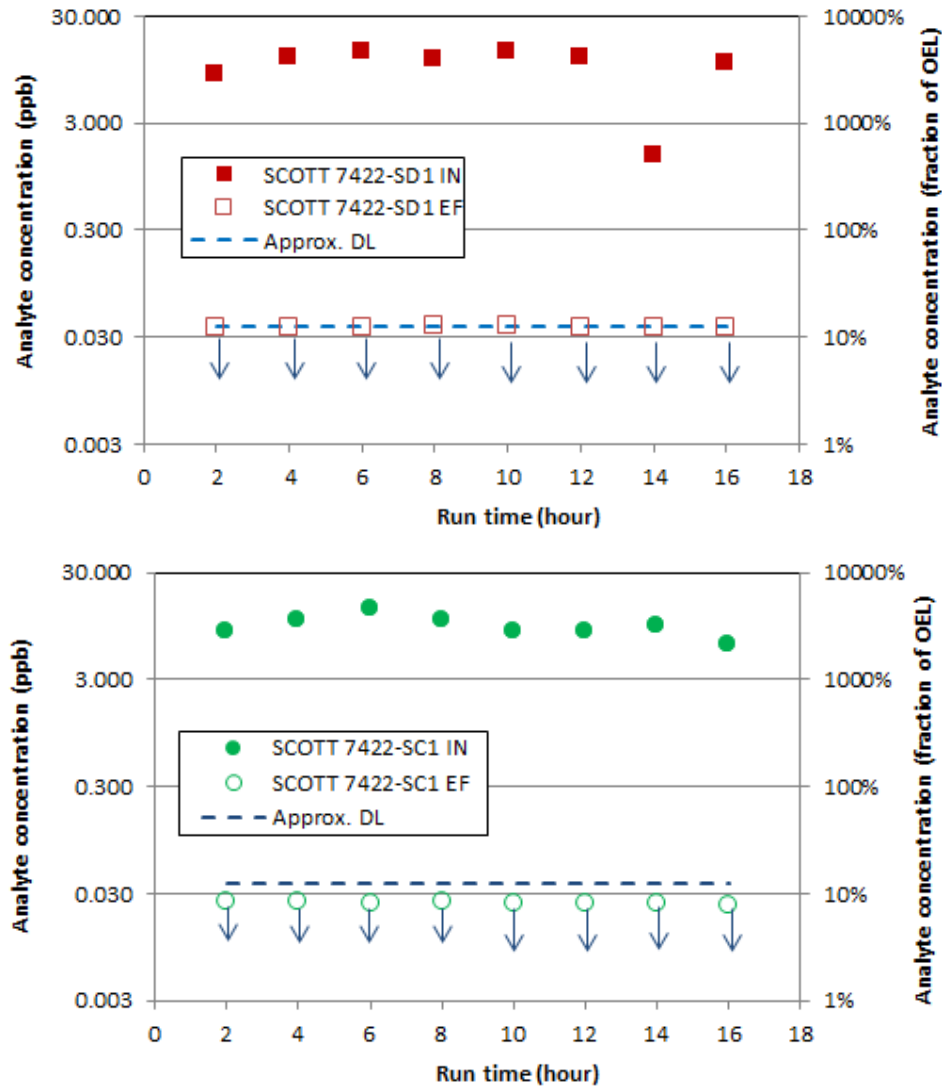 Analyte concentration (ppb)
30.000
3.000
0.300
0.030
0.003
SCOTT 7422-SD1 IN
SCOTT 7422-SD1 EF
Approx. DL
10000%
1000%
100%
10%
1%
Analyte concentration (fraction of OEL)
0 2 4 6 8 10 12 14 16 18
Run time (hour)
Analyte concentration (ppb)
30.000
3.000
0.300
0.030
0.003
SCOTT 7422-SC1 IN
SCOTT 7422-SC1 EF
Approx. DL
10000%
1000%
100%
10%
1%
Analyte concentration (fraction of OEL)
0 2 4 6 8 10 12 14 16 18
Run time (hour)